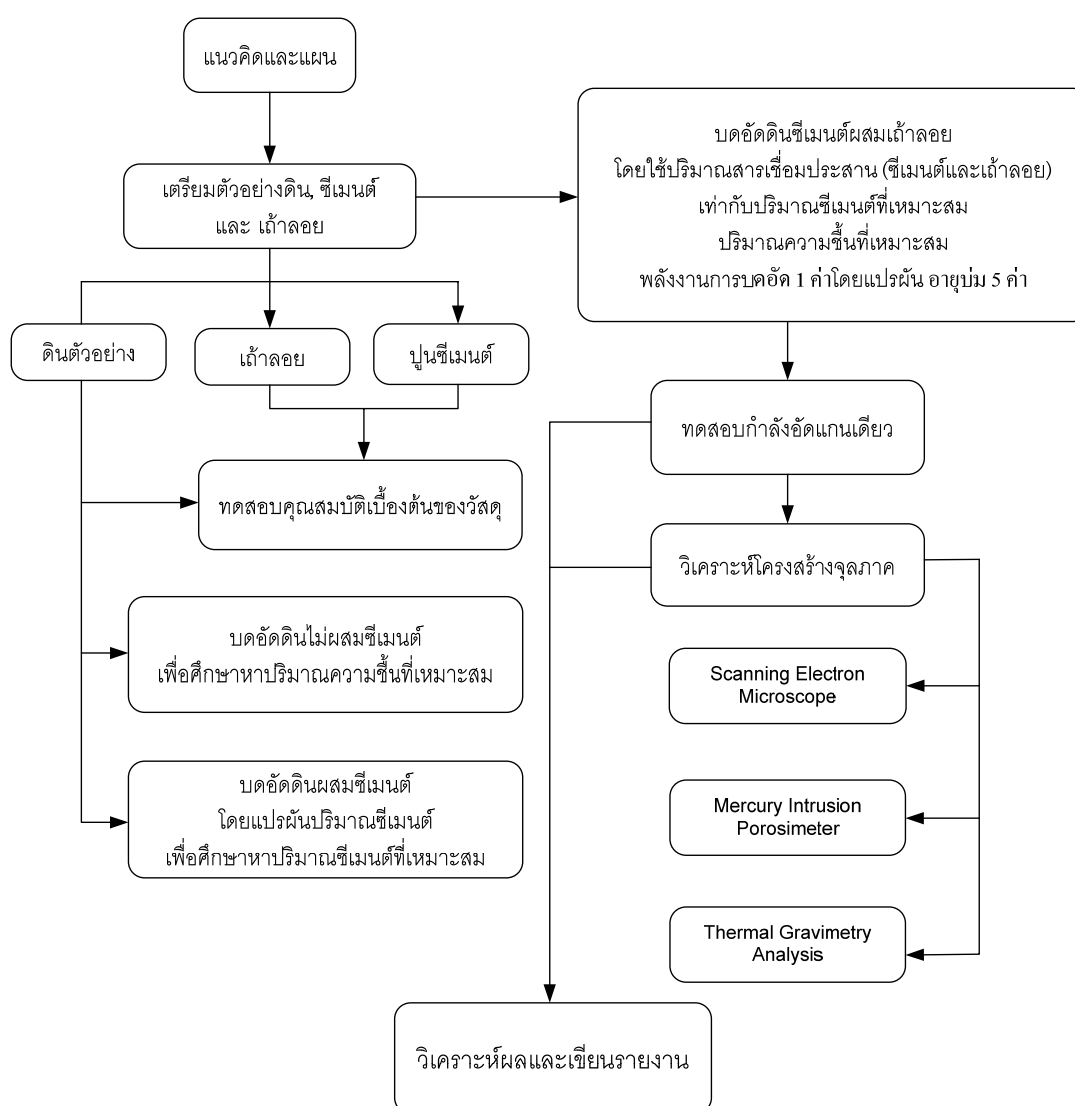 แนวคิดและแผน
เตรียมตัวอย่างดิน, ซีเมนต์
และ เถ้าลอย
บดอัดดินซีเมนต์ผสมเถ้าลอย
โดยใช้ปริมาณสารเชื่อมประสาน (ซีเมนต์และเถ้าลอย)
เท่ากับปริมาณซีเมนต์ที่เหมาะสม
ปริมาณความชื้นที่เหมาะสม
พลังงานการบดอัด 1 ค่าโดยแปรผัน อายุบ่ม 5 ค่า
ดินตัวอย่าง
เถ้าลอย
ปูนซีเมนต์
ทดสอบคุณสมบัติเบื้องต้นของวัสดุ
บดอัดดินไม่ผสมซีเมนต์
เพื่อศึกษาหาปริมาณความชื้นที่เหมาะสม
บดอัดดินผสมซีเมนต์
โดยแปรผันปริมาณซีเมนต์
เพื่อศึกษาหาปริมาณซีเมนต์ที่เหมาะสม
ทดสอบกำลังอัดแกนเดียว
วิเคราะห์โครงสร้างจุลภาค
Scanning Electron
Microscope
Mercury Intrusion
Porosimeter
Thermal Gravimetry
Analysis
วิเคราะห์ผลและเขียนรายงาน